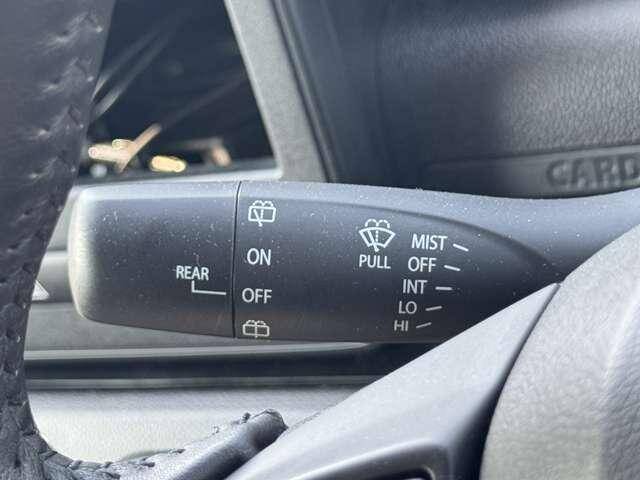 REAR
ON
OFF
PULL
MIST
OFF
INT
LO
HI
CARD